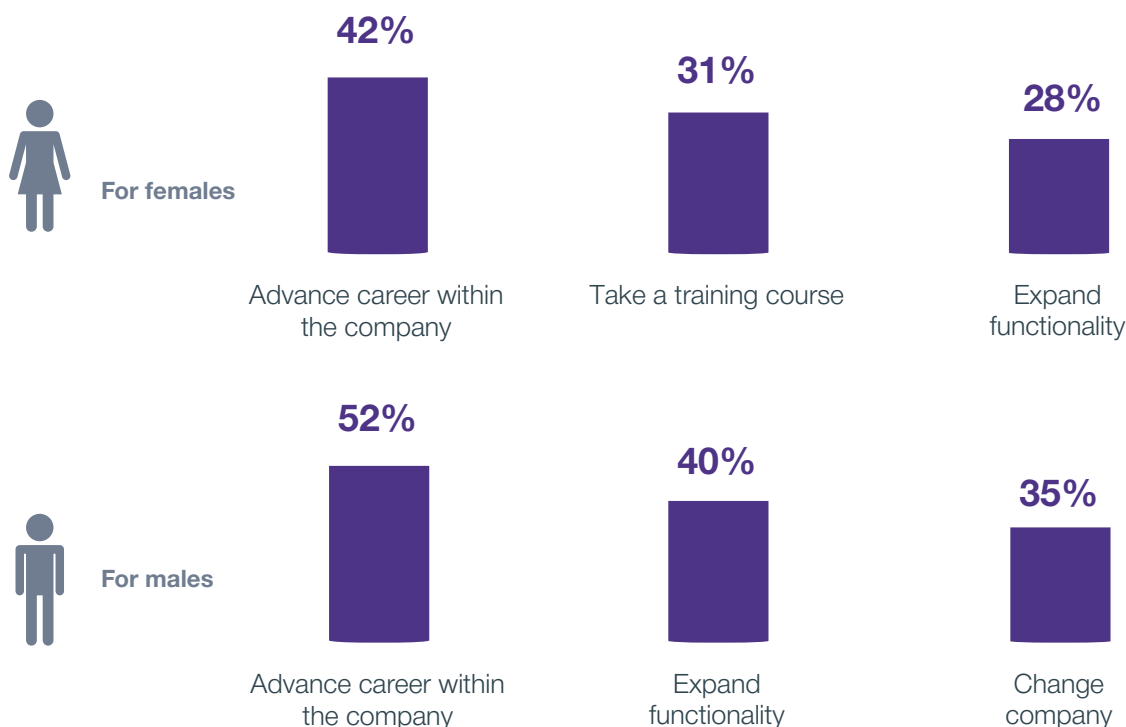 42%
31%
28%
For females
Advance career within
the company
Take a training course
Expand
functionality
52%
40%
35%
For males
Advance career within
the company
Expand
functionality
Change
company